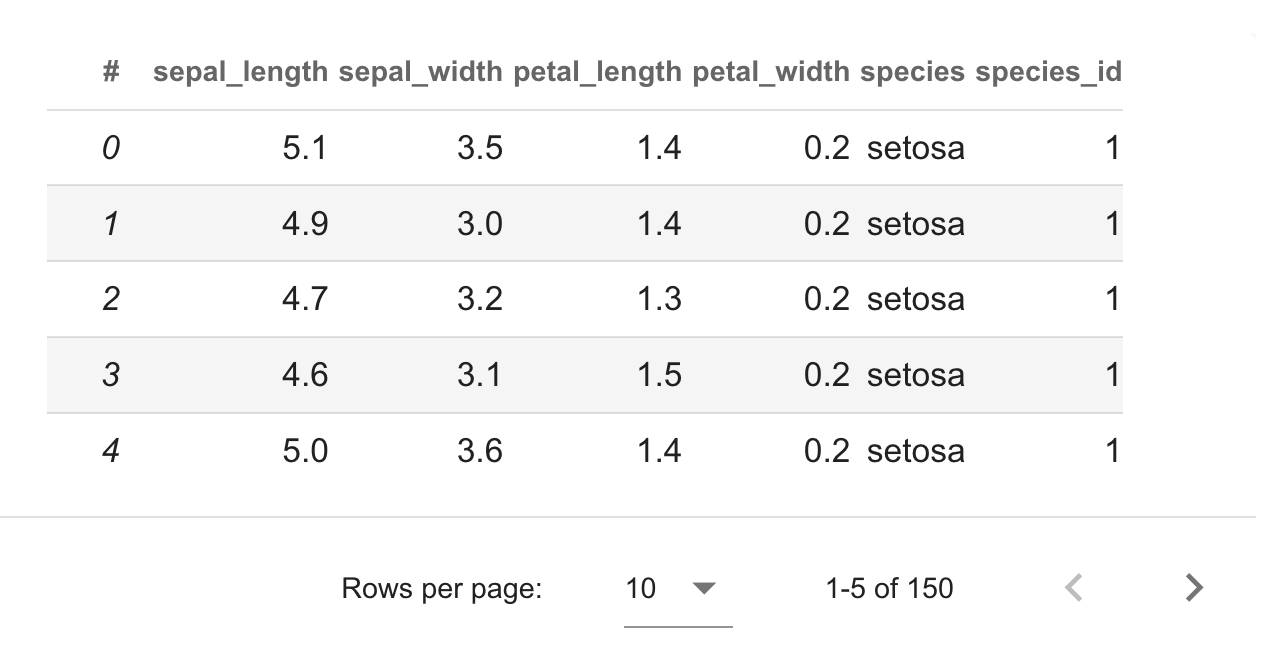 # sepal_length sepal_width petal_length petal_width species species_id
0 5.1 3.5 1.4 0.2 setosa 1
1 4.9 3.0 1.4 0.2 setosa 1
2 4.7 3.2 1.3 0.2 setosa 1
3 4.6 3.1 1.5 0.2 setosa 1
4 5.0 3.6 1.4 0.2 setosa 1
Rows per page: 10 1-5 of 150